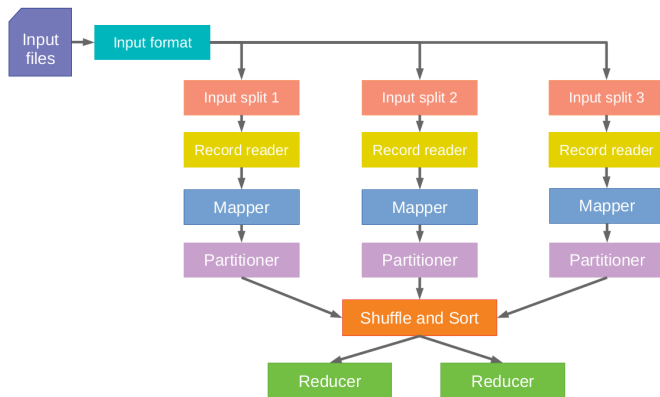 Input
files
Input format
Input split 1
Input split 2
Input split 3
Record reader
Record reader
Record reader
Mapper
Mapper
Mapper
Partitioner
Partitioner
Partitioner
Shuffle and Sort
Reducer
Reducer